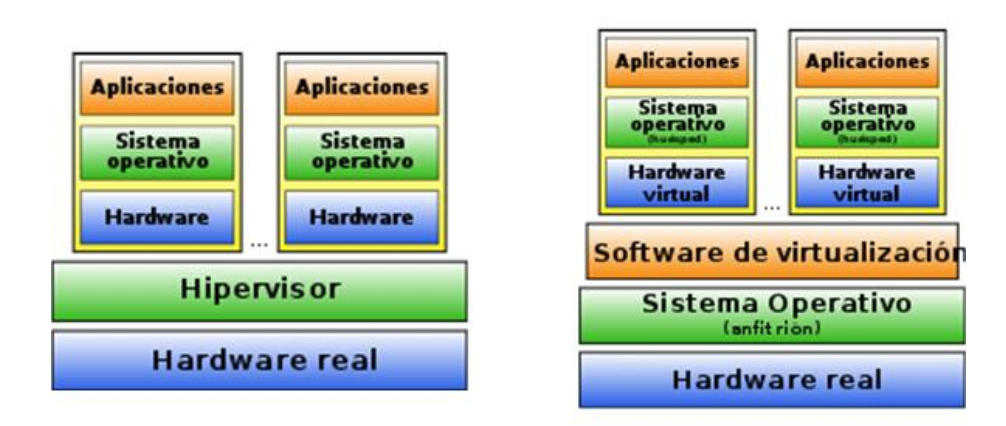 Aplicaciones
Sistema
operativo
Hardware
...
Aplicaciones
Sistema
operativo
Hardware
Hipervisor
Hardware real
Aplicaciones
Sistema
operativo
(huésped)
Hardware
virtual
...
Aplicaciones
Sistema
operativo
(huésped)
Hardware
virtual
Software de virtualización
Sistema Operativo
(anfitrión)
Hardware real